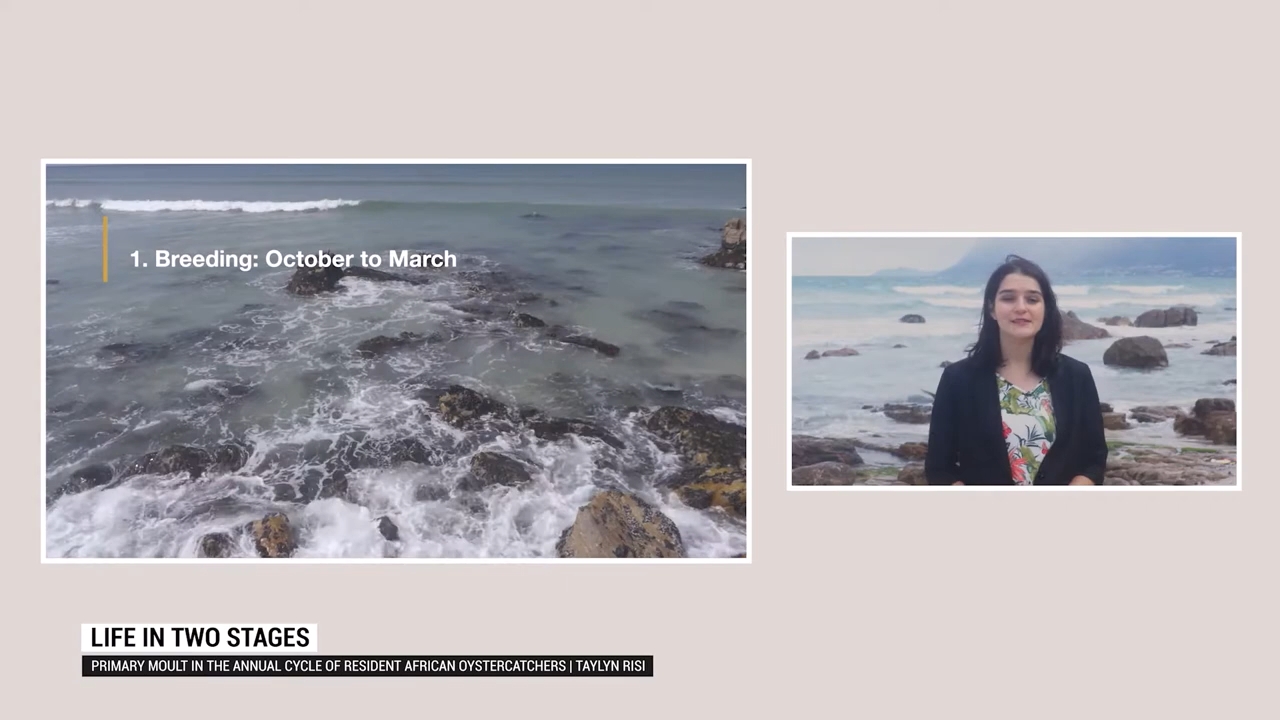 1. Breeding: October to March
LIFE IN TWO STAGES
PRIMARY MOULT IN THE ANNUAL CYCLE OF RESIDENT AFRICAN OYSTERCATCHERS | TAYLYN RISI